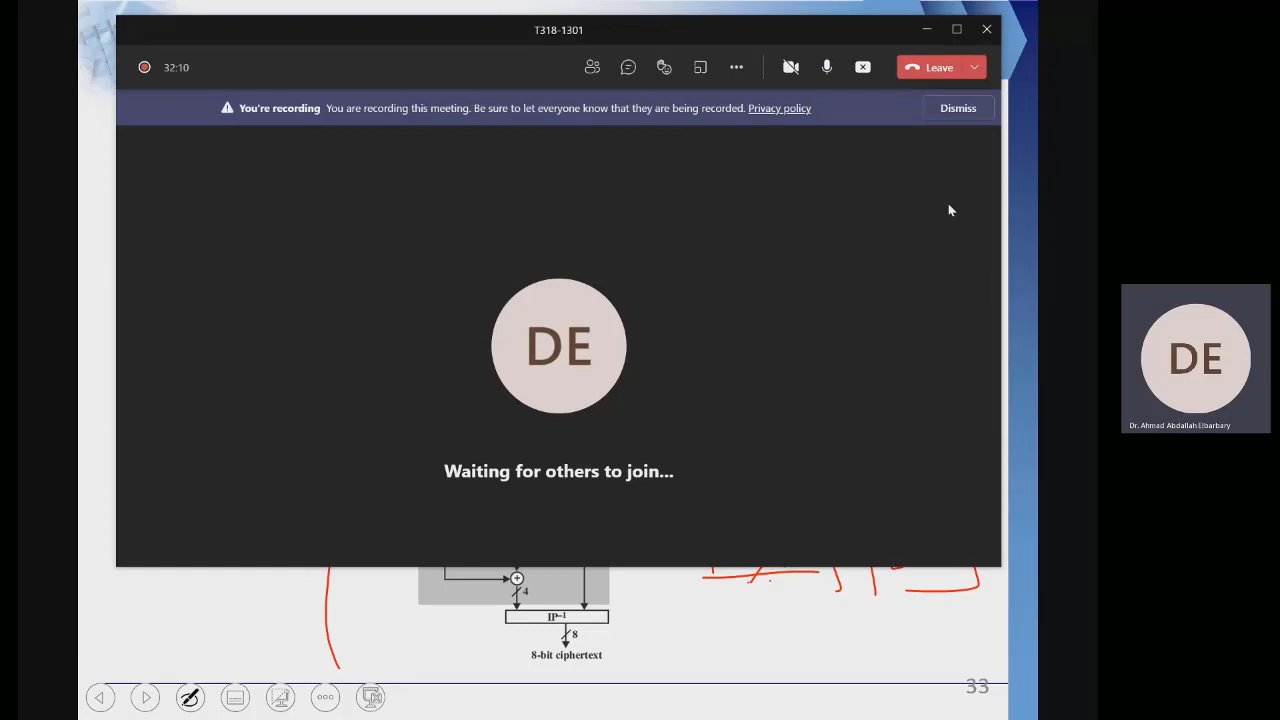 T318-1301
32:10
Leave
You're recording You are recording this meeting. Be sure to let everyone know that they are being recorded. Privacy policy
Dismiss
DE
Waiting for others to join...
DE
Dr. Ahmad Abdallah Elbarbary
4
IP–1
8
8-bit ciphertext
33